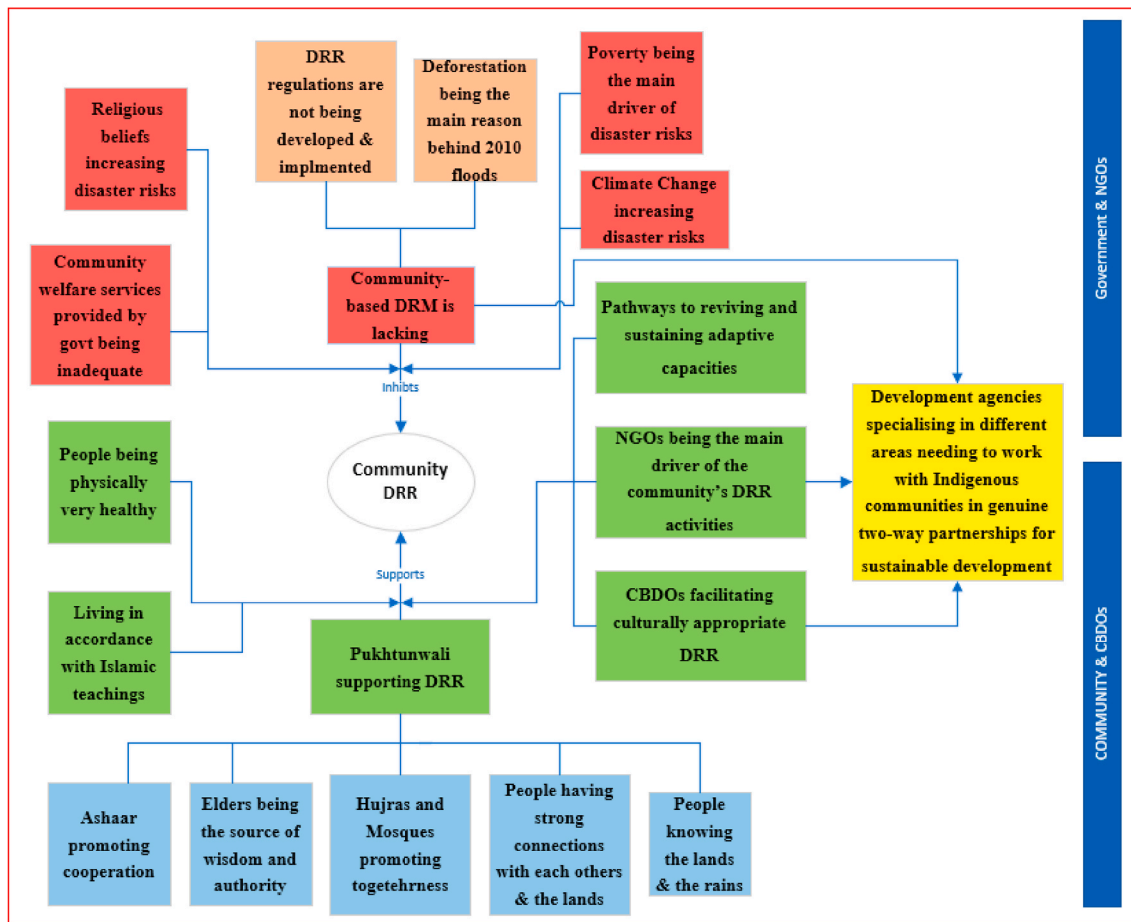 DRR
regulations are
not being
developed &
implmented
Deforestation
being the
main reason
behind 2010
floods
Poverty being
the main
driver of
disaster risks
Religious
beliefs
increasing
disaster risks
Climate Change
increasing
disaster risks
Community
welfare services
provided by
govt being
inadequate
Community-
based DRM is
lacking
Inhibts
Pathways to reviving and
sustaining adaptive
capacities
Government & NGOs
Development agencies
specialising in different
areas needing to work
with Indigenous
communities in genuine
two-way partnerships for
sustainable development
People being
physically
very healthy
Community
DRR
NGOs being the main
driver of the
community’s DRR
activities
Supports
Living in
accordance
with Islamic
teachings
Pukhtunwali
supporting DRR
CBDOs facilitating
culturally appropriate
DRR
COMMUNITY & CBDOs
Ashaar
promoting
cooperation
Elders being
the source of
wisdom and
authority
Hujras and
Mosques
promoting
togetehrness
People having
strong
connections
with each others
& the lands
People
knowing
the lands
& the rains